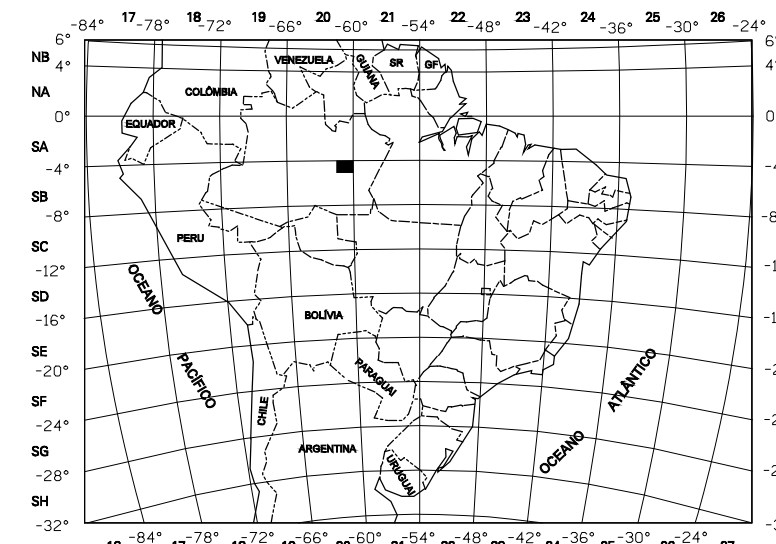 17 18 19 20 22 23 24 25 26
-84° -78° -72° -66° -60° -54° -48° -42° -36° -30° -24°
6° 6°
NB
VENEZUELA GUIANA SR GF
4° 4°
NA
COLÔMBIA
0° 0°
EQUADOR
SA
-4°
SB
-8°
PERU
SC
-12°
OCEANO
PACÍFICO
SD
BOLÍVIA
-16°
SE
PARAGUAI
ATLÂNTICO
OCEANO
-20°
SF
CHILE
-24°
ARGENTINA
SG
URUGUAI
-28°
SH
-32°
-84° -78° -72° -66° -60° -54° -48° -42° -36° -30° -24°